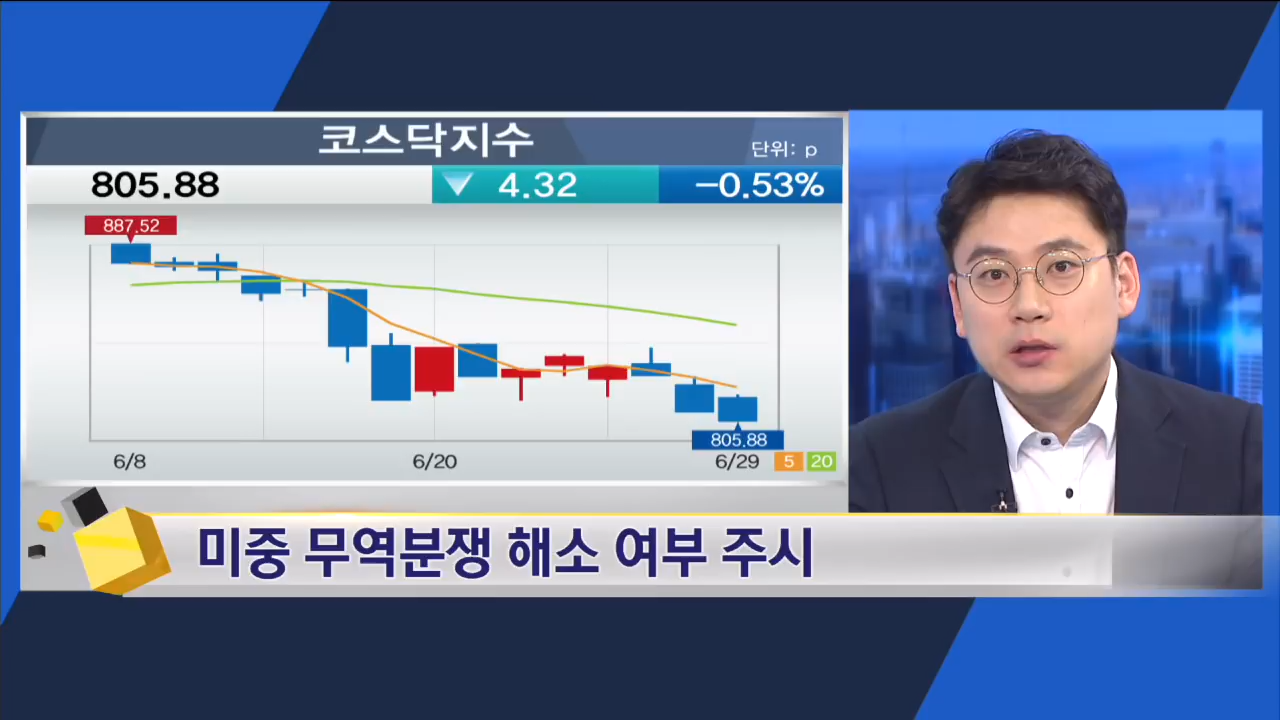 코스닥지수
단위: p
805.88 4.32 -0.53%
887.52
805.88
6/8 6/20 6/29 5 20
미중 무역분쟁 해소 여부 주시